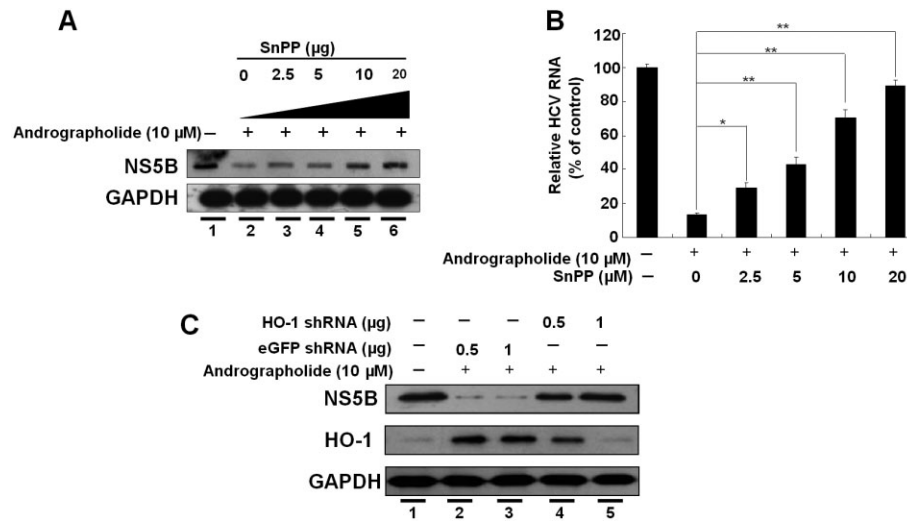 A
SnPP (µg)
0 2.5 5 10 20
Andrographolide (10 µM) – + + + + +
NS5B
GAPDH
1 2 3 4 5 6
B
Relative HCV RNA
(% of control)
120
100
80
60
40
20
0
**
**
**
*
Andrographolide (10 µM) – + + + + +
SnPP (µM) – 0 2.5 5 10 20
C
HO-1 shRNA (µg) – – – 0.5 1
eGFP shRNA (µg) – 0.5 1 – –
Andrographolide (10 µM) – + + + +
NS5B
HO-1
GAPDH
1 2 3 4 5